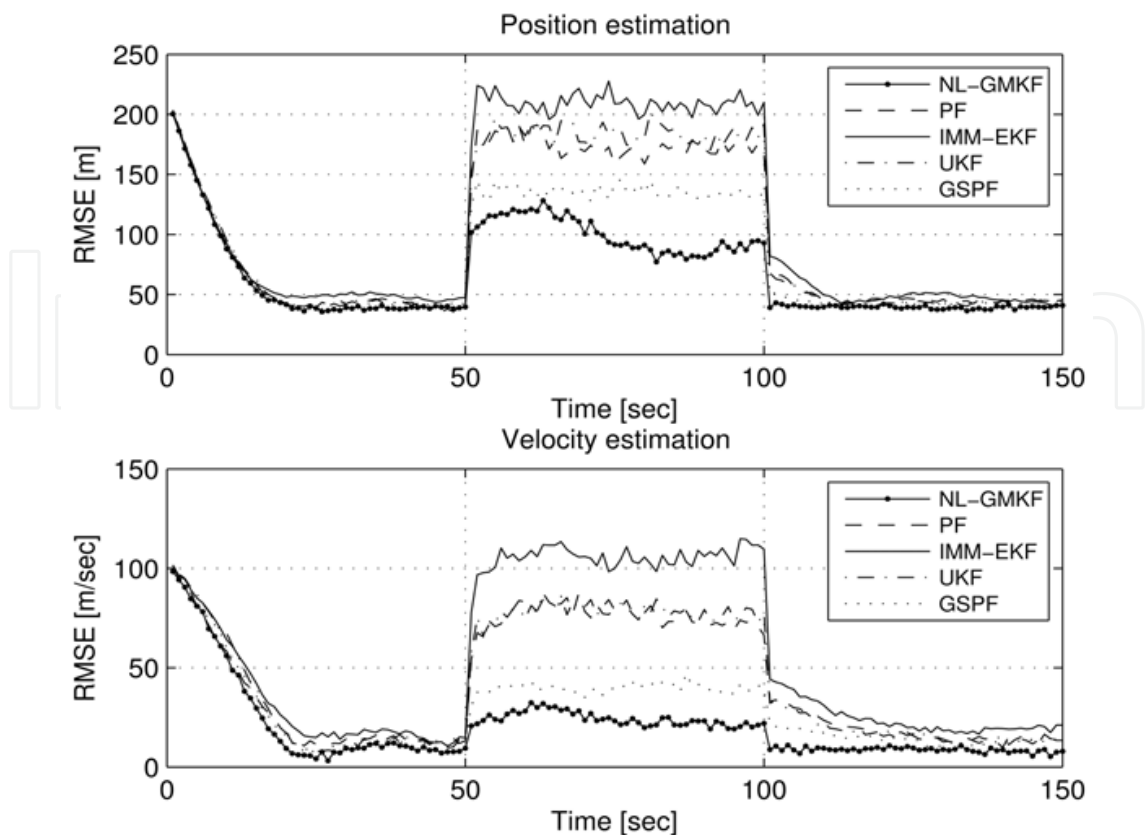 Position estimation
250
200
150
100
50
0
RMSE [m]
NL-GMKF
PF
IMM-EKF
UKF
GSPF
0
50
100
150
Time [sec]
Velocity estimation
150
100
50
0
RMSE [m/sec]
NL-GMKF
PF
IMM-EKF
UKF
GSPF
0
50
100
150
Time [sec]